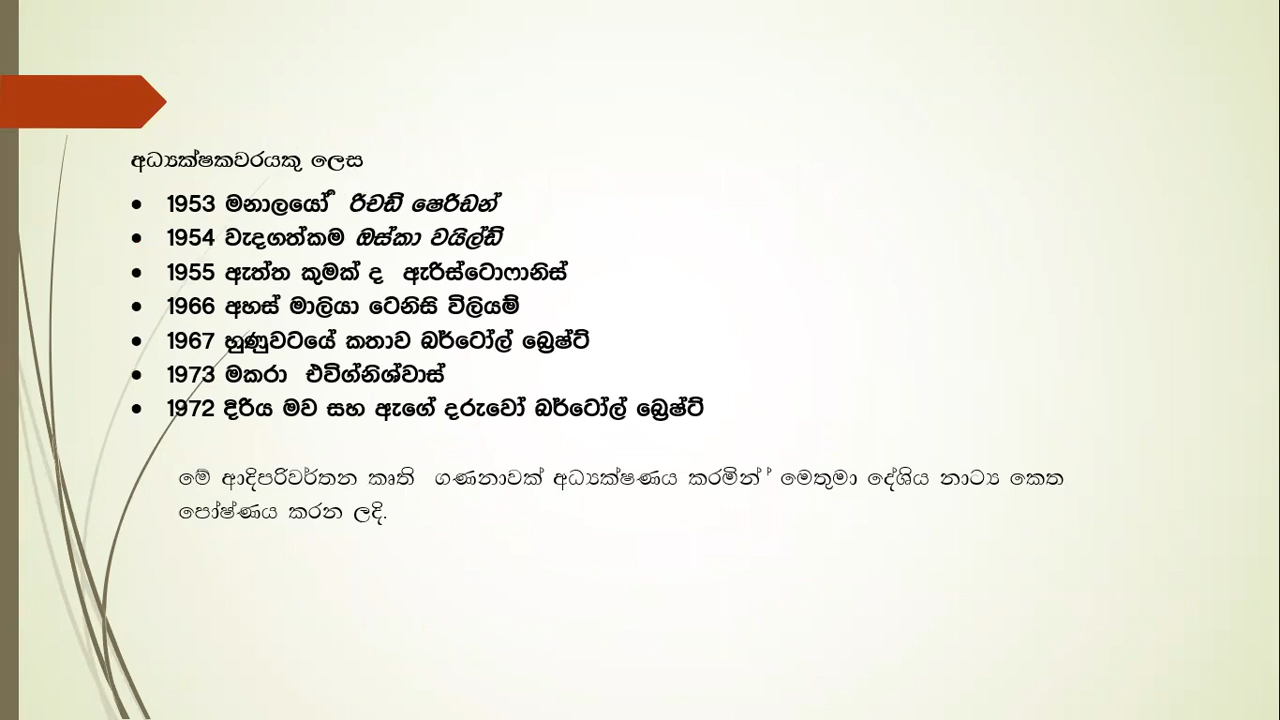 අධ්‍යක්ෂකවරයකු ලෙස
• 1953 මනාලයෝ රිචඩ් ෂෙරිඩන්
• 1954 වැදගත්කම ඔස්කා වයිල්ඩ්
• 1955 ඇත්ත කුමක් ද ඇරිස්ටොෆානිස්
• 1966 අහස් මාලියා ටෙනිසි විලියම්
• 1967 හුණුවටයේ කතාව බර්ටෝල් බ්‍රෙෂ්ට්
• 1973 මකරා එවිග්නිශ්වාස්
• 1972 දිරිය මව සහ ඇගේ දරුවෝ බර්ටෝල් බ්‍රෙෂ්ට්
මේ ආදිපරිවර්තන කෘති ගණනාවක් අධ්‍යක්ෂණය කරමින් ' මෙතුමා දේශිය නාට්‍ය කෙත
පෝෂ්ණය කරන ලදි.